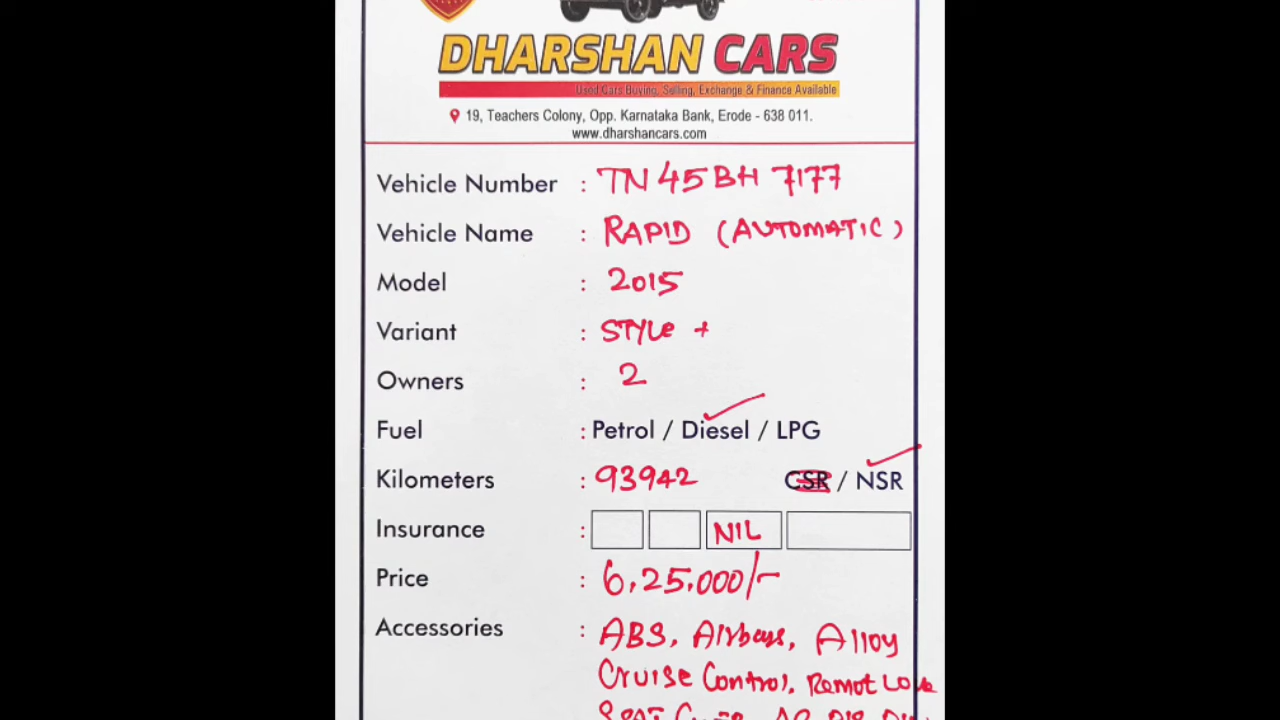 DHARSHAN CARS
Used Cars Buying, Selling, Exchange & Finance Available
19, Teachers Colony, Opp. Karnataka Bank, Erode - 638 011.
www.dharshancars.com
Vehicle Number : TN 45 BH 7177
Vehicle Name : RAPID (AUTOMATIC)
Model : 2015
Variant : STYLE +
Owners : 2
Fuel : Petrol / Diesel / LPG
Kilometers : 93942 CSR / NSR
Insurance : NIL
Price : 6,25,000/-
Accessories : ABS, Airbags, Alloy
Cruise Control, Remot